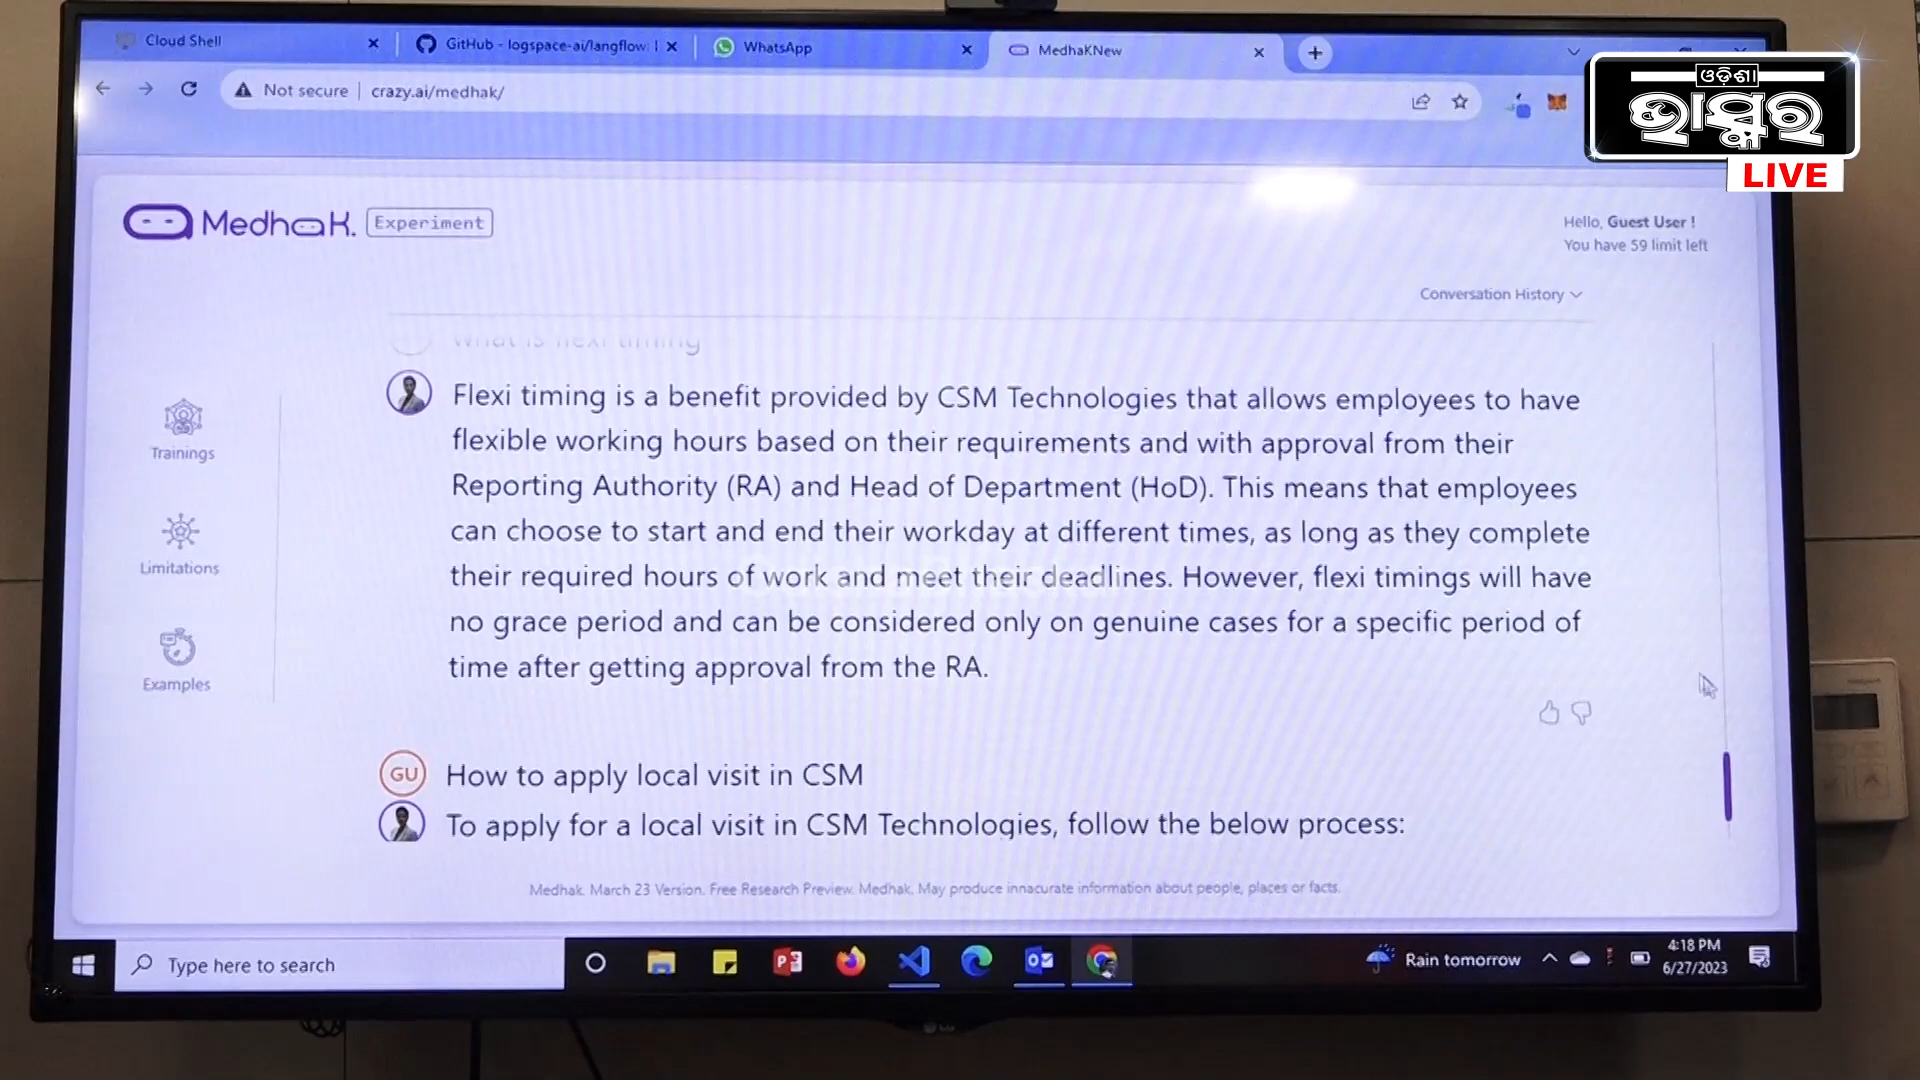 Cloud Shell
GitHub - logspace-ai/langflow: l
WhatsApp
MedhaKNew
Not secure
crazy.ai/medhak/
ଓଡ଼ିଶା
ଭାସ୍କର
LIVE
MedhaK.
Experiment
Hello, Guest User !
You have 59 limit left
Conversation History
What is flexi timing
Flexi timing is a benefit provided by CSM Technologies that allows employees to have
flexible working hours based on their requirements and with approval from their
Reporting Authority (RA) and Head of Department (HoD). This means that employees
can choose to start and end their workday at different times, as long as they complete
their required hours of work and meet their deadlines. However, flexi timings will have
no grace period and can be considered only on genuine cases for a specific period of
time after getting approval from the RA.
Trainings
Limitations
Examples
GU How to apply local visit in CSM
To apply for a local visit in CSM Technologies, follow the below process:
Medhak. March 23 Version. Free Research Preview. Medhak. May produce innacurate information about people, places or facts.
Type here to search
Rain tomorrow
4:18 PM
6/27/2023